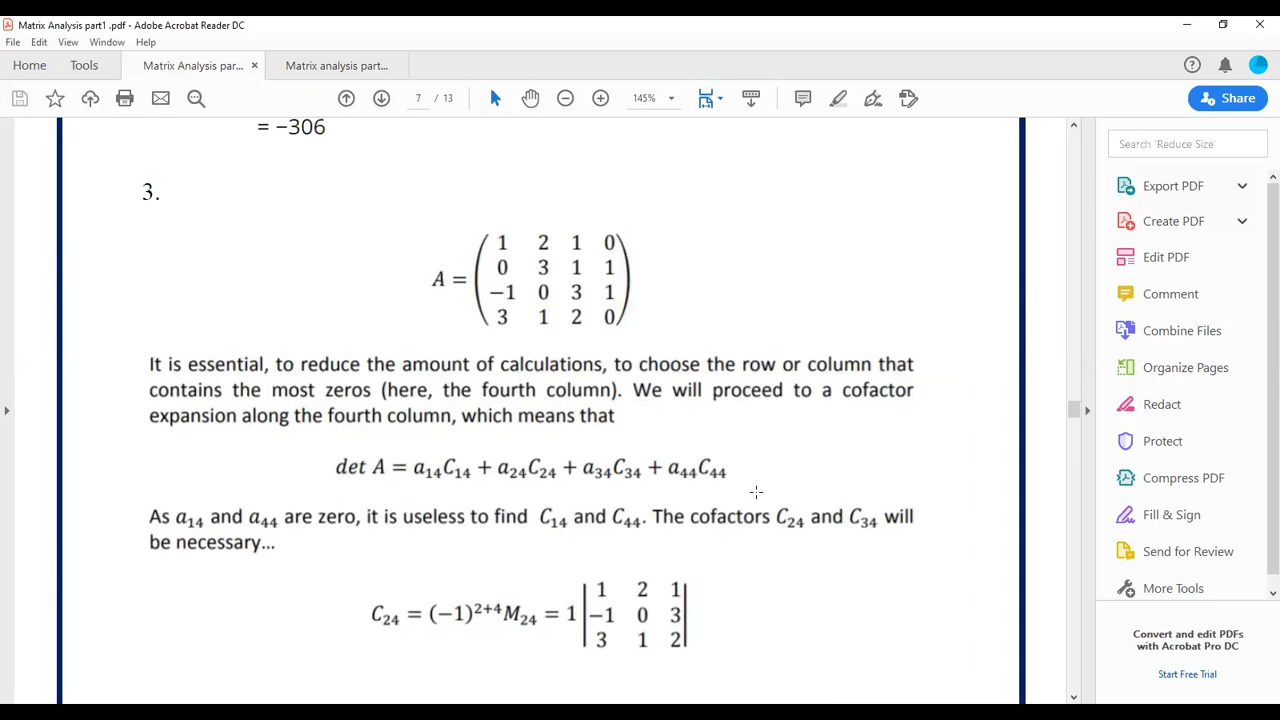 Matrix Analysis part1 .pdf - Adobe Acrobat Reader DC
File Edit View Window Help
Home Tools Matrix Analysis par... × Matrix analysis part...
7 / 13 145% Share
= −306
3.
A = ( 1 2 1 0
0 3 1 1
−1 0 3 1
3 1 2 0 )
It is essential, to reduce the amount of calculations, to choose the row or column that
contains the most zeros (here, the fourth column). We will proceed to a cofactor
expansion along the fourth column, which means that
det A = a₁₄C₁₄ + a₂₄C₂₄ + a₃₄C₃₄ + a₄₄C₄₄
As a₁₄ and a₄₄ are zero, it is useless to find C₁₄ and C₄₄. The cofactors C₂₄ and C₃₄ will
be necessary...
C₂₄ = (−1)²⁺⁴M₂₄ = 1 | 1 2 1
−1 0 3
3 1 2 |
Search 'Reduce Size'
Export PDF
Create PDF
Edit PDF
Comment
Combine Files
Organize Pages
Redact
Protect
Compress PDF
Fill & Sign
Send for Review
More Tools
Convert and edit PDFs
with Acrobat Pro DC
Start Free Trial